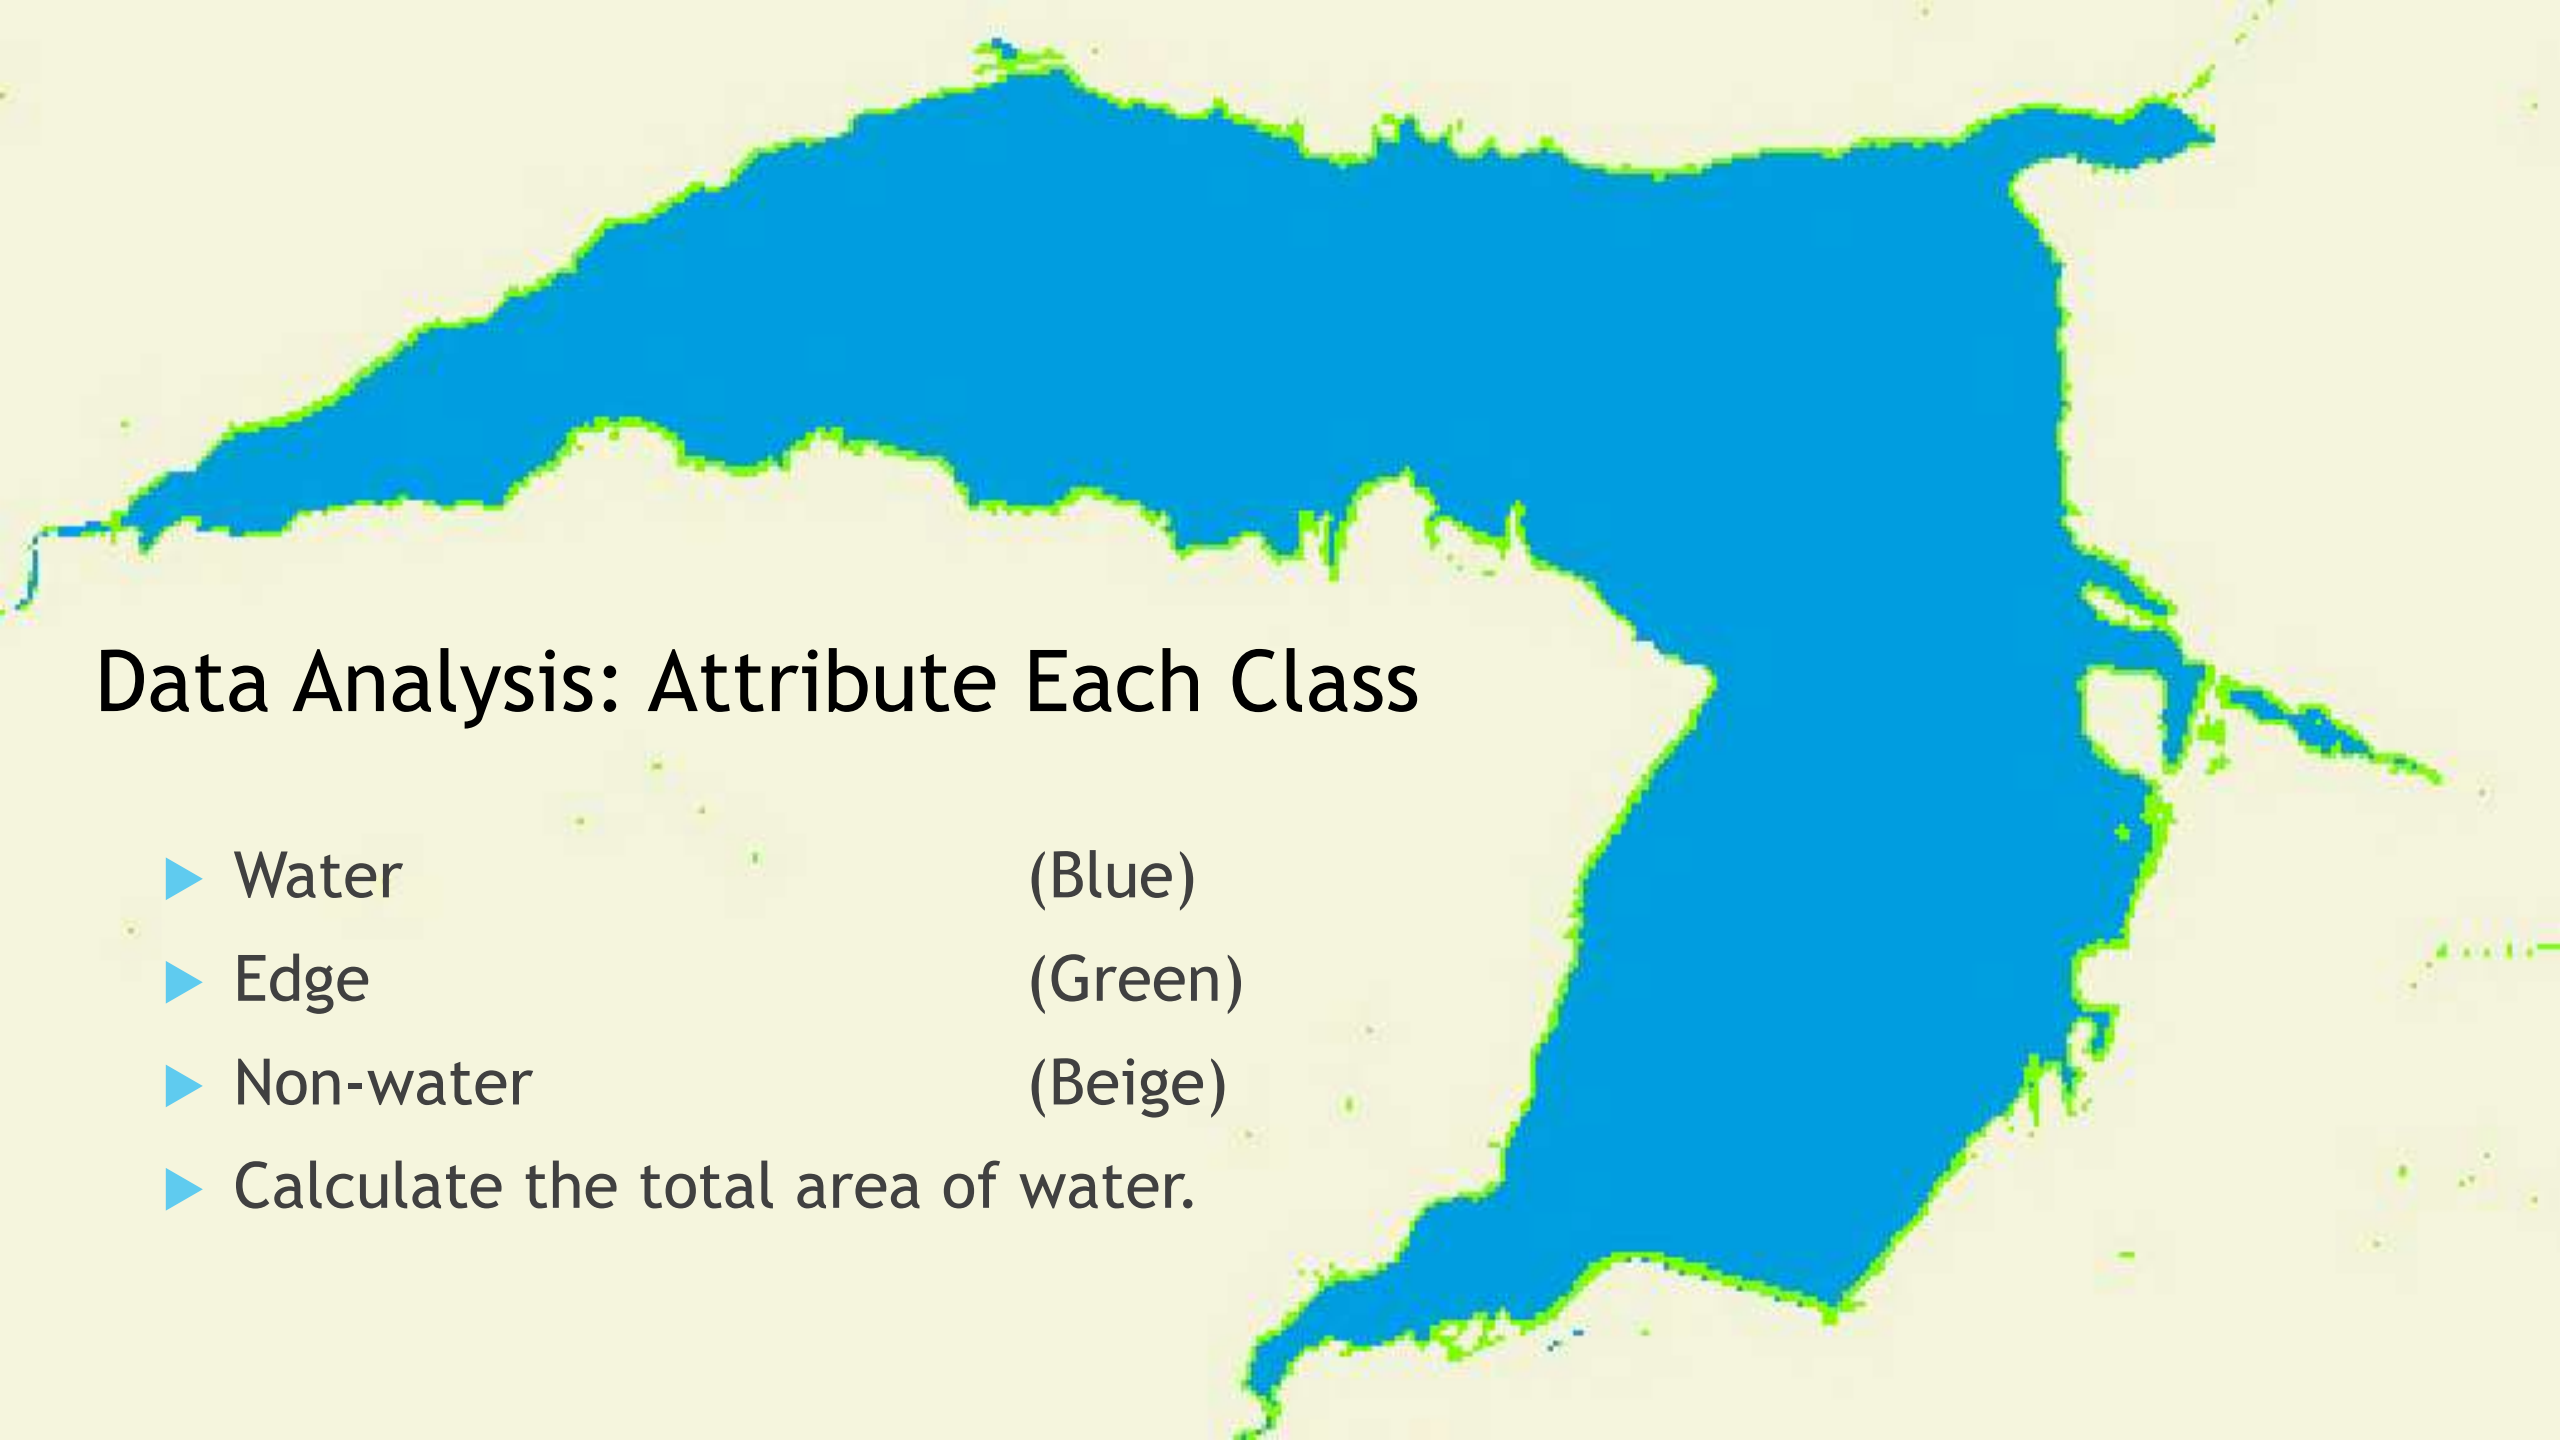 Data Analysis: Attribute Each Class
Water (Blue)
Edge (Green)
Non-water (Beige)
Calculate the total area of water.